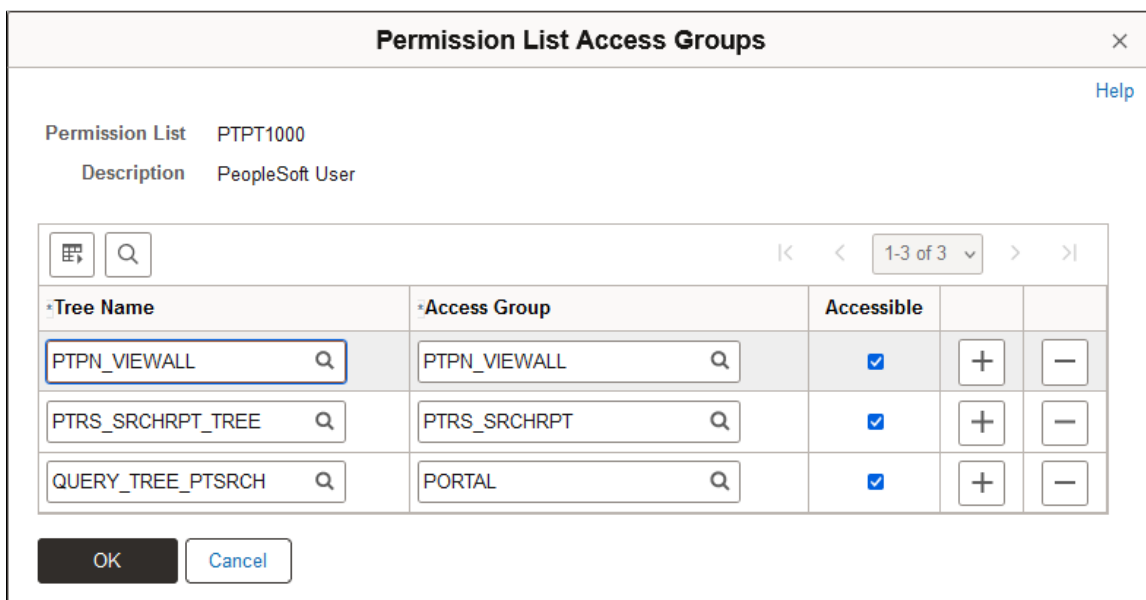 Permission List Access Groups
Help
Permission List PTPT1000
Description PeopleSoft User
1-3 of 3
*Tree Name *Access Group Accessible
PTPN_VIEWALL PTPN_VIEWALL
PTRS_SRCHRPT_TREE PTRS_SRCHRPT
QUERY_TREE_PTSRCH PORTAL
OK Cancel